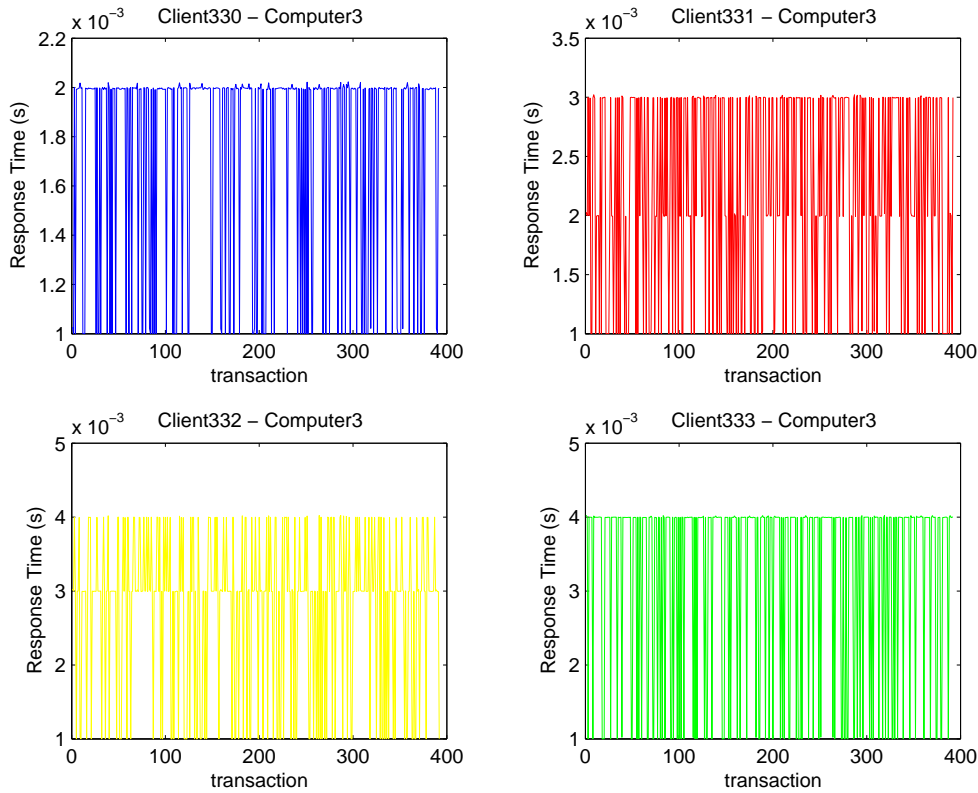 Client330 – Computer3
x 10⁻³
2.2
2
1.8
1.6
1.4
1.2
1
Response Time (s)
0 100 200 300 400
transaction
Client331 – Computer3
x 10⁻³
3.5
3
2.5
2
1.5
1
Response Time (s)
0 100 200 300 400
transaction
Client332 – Computer3
x 10⁻³
5
4
3
2
1
Response Time (s)
0 100 200 300 400
transaction
Client333 – Computer3
x 10⁻³
5
4
3
2
1
Response Time (s)
0 100 200 300 400
transaction